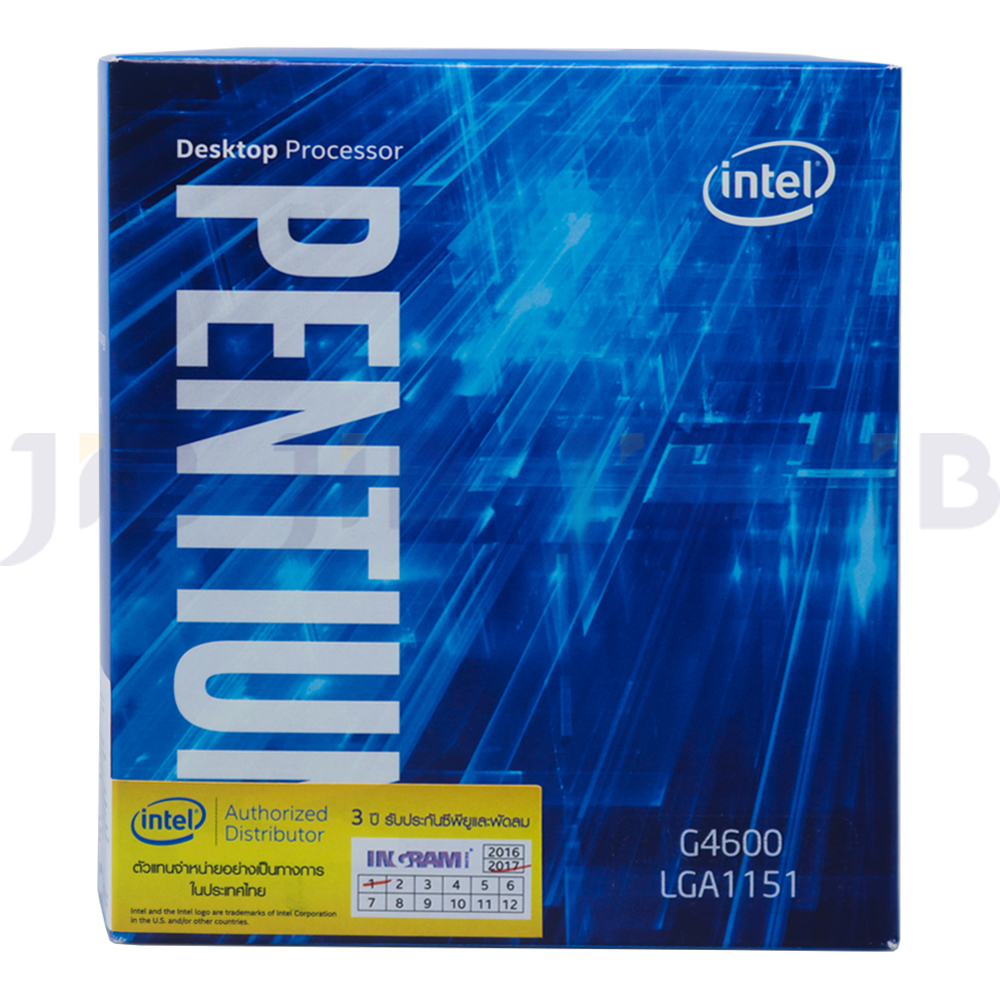 Desktop Processor
intel
PENTIU
intel
Authorized
Distributor
ตัวแทนจำหน่ายอย่างเป็นทางการ
ในประเทศไทย
Intel and the Intel logo are trademarks of Intel Corporation
in the U.S. and/or other countries.
3 ปี รับประกันซีพียูและพัดลม
INGRAM
2016
2017
1 2 3 4 5 6
7 8 9 10 11 12
G4600
LGA1151